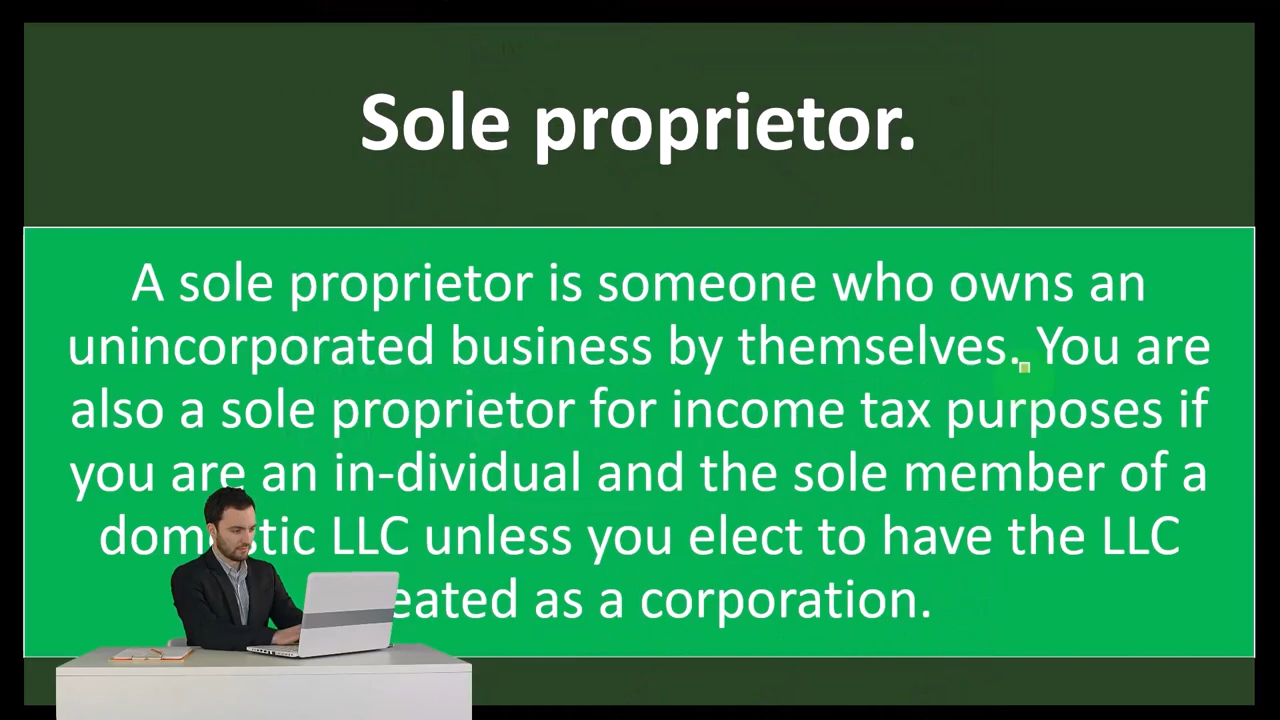 Sole proprietor.
A sole proprietor is someone who owns an
unincorporated business by themselves. You are
also a sole proprietor for income tax purposes if
you are an in-dividual and the sole member of a
domestic LLC unless you elect to have the LLC
treated as a corporation.